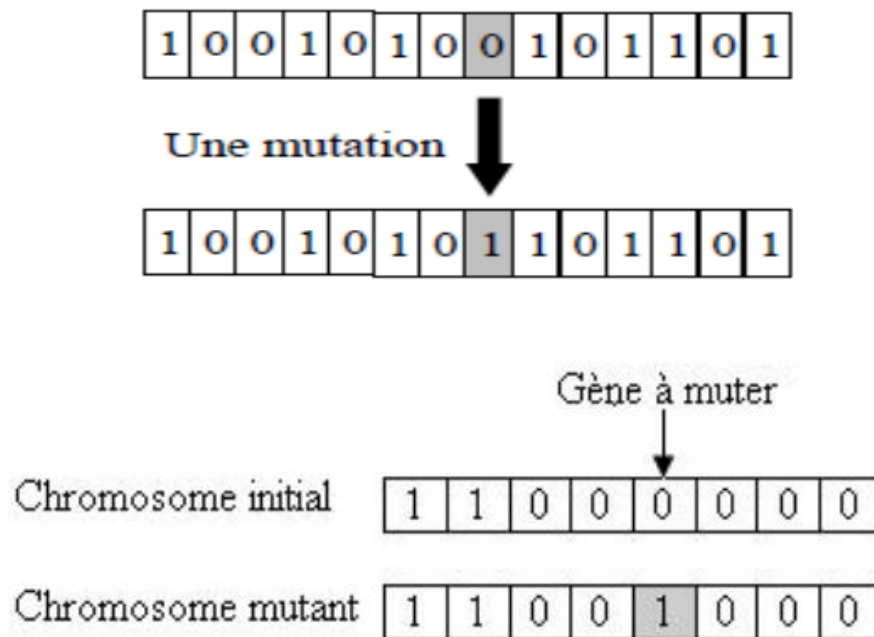 1 0 0 1 0 1 0 0 1 0 1 1 0 1
Une mutation
1 0 0 1 0 1 0 1 1 0 1 1 0 1
Gène à muter
Chromosome initial 1 1 0 0 0 0 0 0
Chromosome mutant 1 1 0 0 1 0 0 0